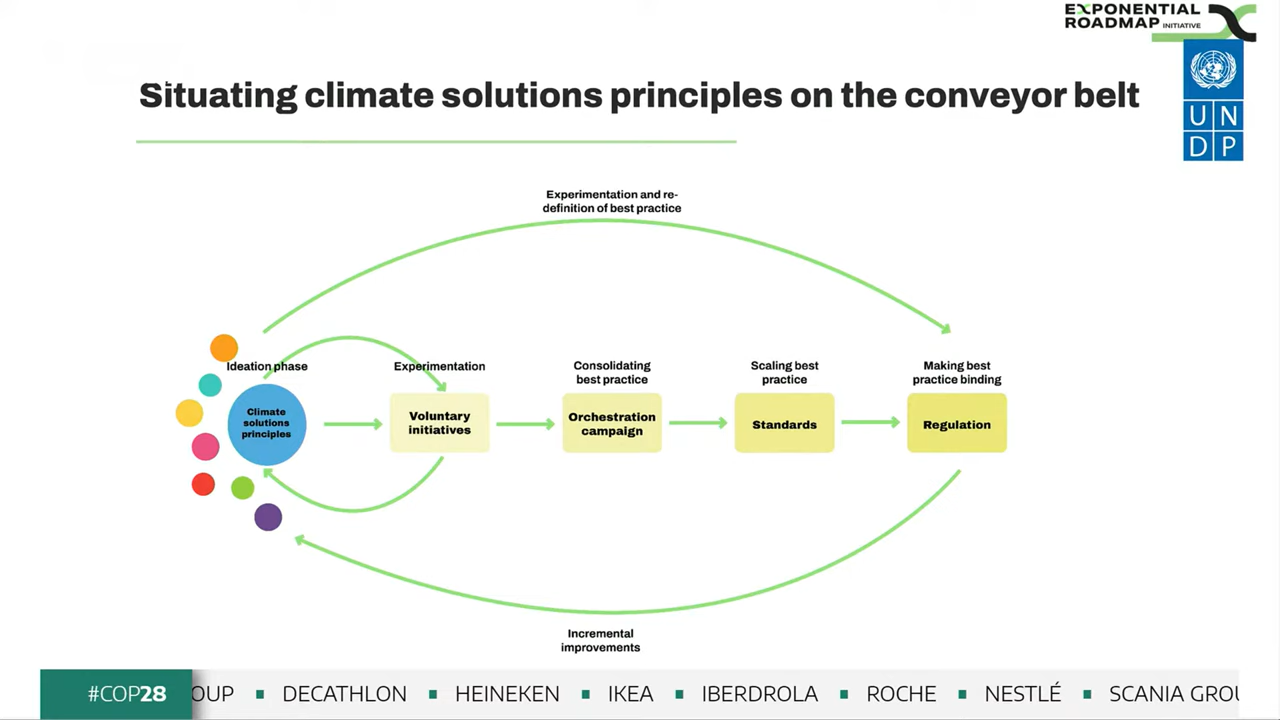 EXPONENTIAL
ROADMAP INITIATIVE
UN
DP
Situating climate solutions principles on the conveyor belt
Experimentation and re-
definition of best practice
Ideation phase
Climate
solutions
principles
Experimentation
Voluntary
initiatives
Consolidating
best practice
Orchestration
campaign
Scaling best
practice
Standards
Making best
practice binding
Regulation
Incremental
improvements
#COP28
OUP ▪ DECATHLON ▪ HEINEKEN ▪ IKEA ▪ IBERDROLA ▪ ROCHE ▪ NESTLÉ ▪ SCANIA GROU